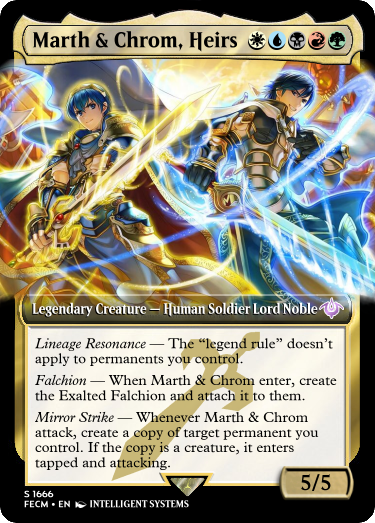 Marth & Chrom, Heirs
Legendary Creature — Human Soldier Lord Noble
Lineage Resonance — The “legend rule” doesn’t
apply to permanents you control.
Falchion — When Marth & Chrom enter, create
the Exalted Falchion and attach it to them.
Mirror Strike — Whenever Marth & Chrom
attack, create a copy of target permanent you
control. If the copy is a creature, it enters
tapped and attacking.
5/5
S 1666
FECM • EN INTELLIGENT SYSTEMS